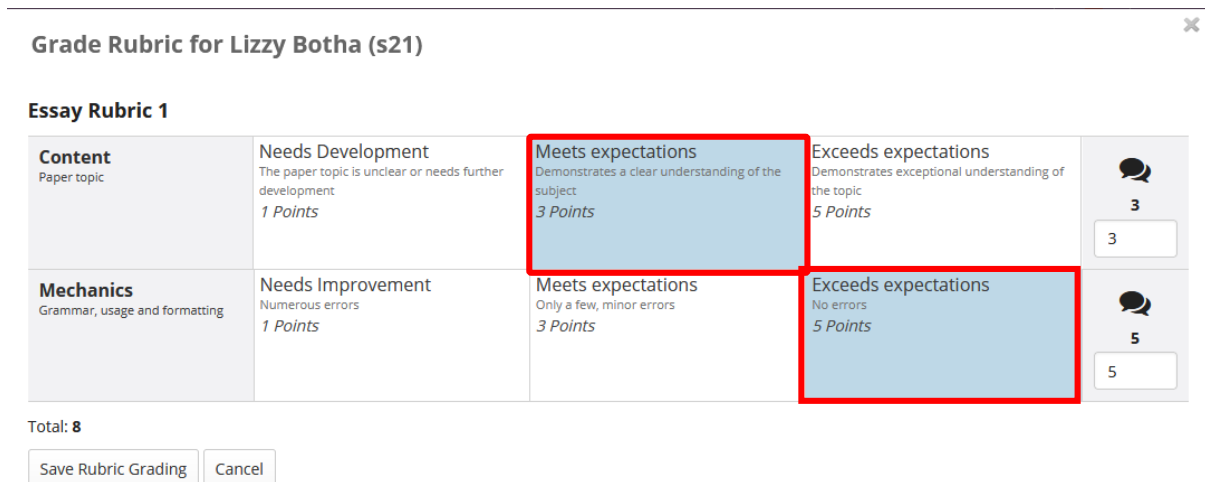 Grade Rubric for Lizzy Botha (s21)
Essay Rubric 1
Content
Paper topic
Needs Development
The paper topic is unclear or needs further
development
1 Points
Meets expectations
Demonstrates a clear understanding of the
subject
3 Points
Exceeds expectations
Demonstrates exceptional understanding of
the topic
5 Points
3
3
Mechanics
Grammar, usage and formatting
Needs Improvement
Numerous errors
1 Points
Meets expectations
Only a few, minor errors
3 Points
Exceeds expectations
No errors
5 Points
5
5
Total: 8
Save Rubric Grading
Cancel